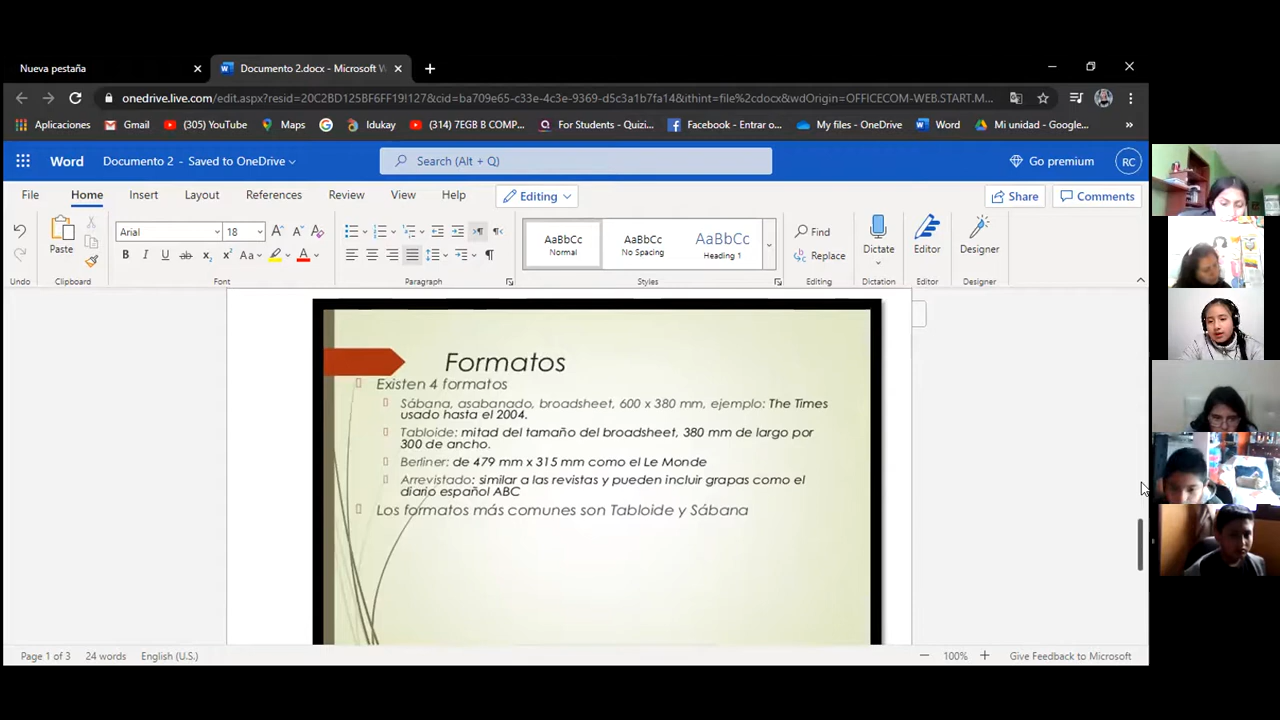 Nueva pestaña
Documento 2.docx - Microsoft W
onedrive.live.com/edit.aspx?resid=20C2BD125BF6FF19!127&cid=ba709e65-c33e-4c3e-9369-d5c3a1b7fa14&ithint=file%2cdocx&wdOrigin=OFFICECOM-WEB.START.M...
Aplicaciones Gmail (305) YouTube Maps Idukay (314) 7EGB B COMP... For Students - Quizi... Facebook - Entrar o... My files - OneDrive Word Mi unidad - Google... »
Word Documento 2 - Saved to OneDrive Search (Alt + Q) Go premium RC
File Home Insert Layout References Review View Help Editing Share Comments
Paste Arial 18 AaBbCc Normal AaBbCc No Spacing AaBbCc Heading 1 Find Replace Dictate Editor Designer
Undo Clipboard Font Paragraph Styles Editing Dictation Editor Designer
Formatos
Existen 4 formatos
Sábana, asabanado, broadsheet, 600 x 380 mm, ejemplo: The Times
usado hasta el 2004.
Tabloide: mitad del tamaño del broadsheet, 380 mm de largo por
300 de ancho.
Berliner: de 479 mm x 315 mm como el Le Monde
Arrevistado: similar a las revistas y pueden incluir grapas como el
diario español ABC
Los formatos más comunes son Tabloide y Sábana
Page 1 of 3 24 words English (U.S.) 100% Give Feedback to Microsoft